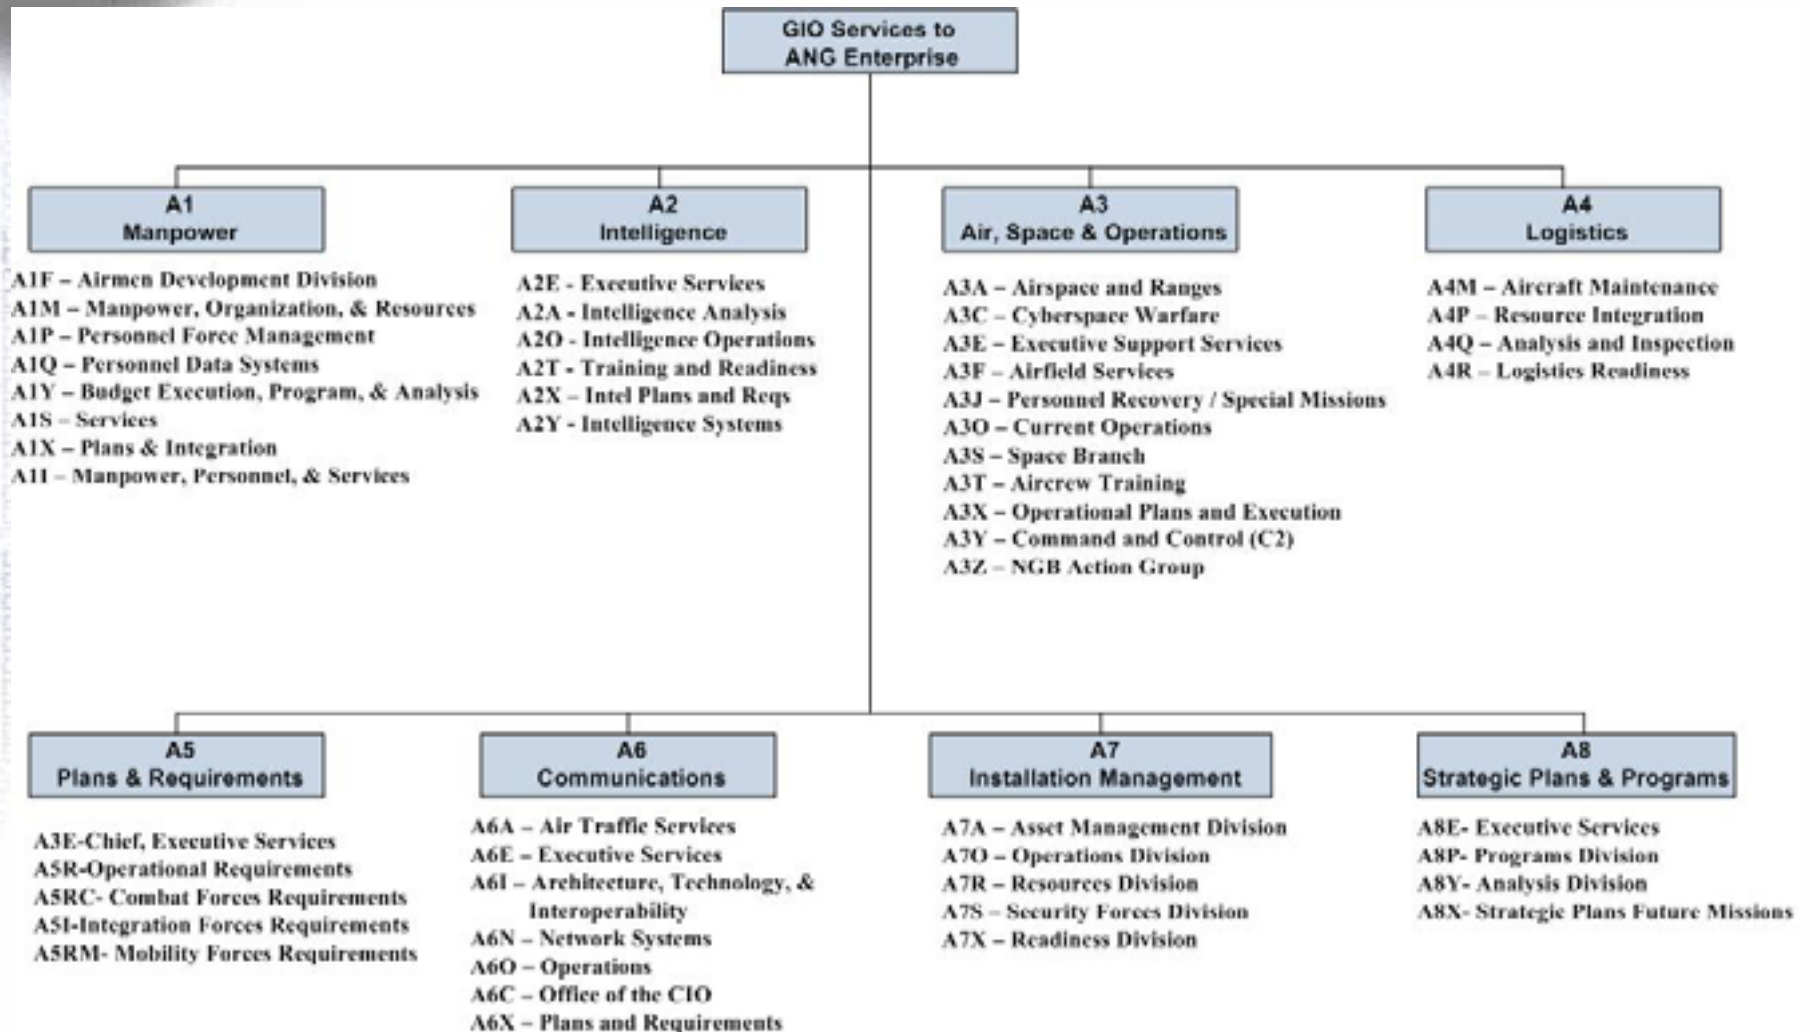 GIO Services to
ANG Enterprise
A1
Manpower
A1F – Airmen Development Division
A1M – Manpower, Organization, & Resources
A1P – Personnel Force Management
A1Q – Personnel Data Systems
A1Y – Budget Execution, Program, & Analysis
A1S – Services
A1X – Plans & Integration
A1I – Manpower, Personnel, & Services
A2
Intelligence
A2E - Executive Services
A2A - Intelligence Analysis
A2O - Intelligence Operations
A2T - Training and Readiness
A2X – Intel Plans and Reqs
A2Y - Intelligence Systems
A3
Air, Space & Operations
A3A – Airspace and Ranges
A3C – Cyberspace Warfare
A3E – Executive Support Services
A3F – Airfield Services
A3J – Personnel Recovery / Special Missions
A3O – Current Operations
A3S – Space Branch
A3T – Aircrew Training
A3X – Operational Plans and Execution
A3Y – Command and Control (C2)
A3Z – NGB Action Group
A4
Logistics
A4M – Aircraft Maintenance
A4P – Resource Integration
A4Q – Analysis and Inspection
A4R – Logistics Readiness
A5
Plans & Requirements
A3E-Chief, Executive Services
A5R-Operational Requirements
A5RC- Combat Forces Requirements
A5I-Integration Forces Requirements
A5RM- Mobility Forces Requirements
A6
Communications
A6A – Air Traffic Services
A6E – Executive Services
A6I – Architecture, Technology, &
Interoperability
A6N – Network Systems
A6O – Operations
A6C – Office of the CIO
A6X – Plans and Requirements
A7
Installation Management
A7A – Asset Management Division
A7O – Operations Division
A7R – Resources Division
A7S – Security Forces Division
A7X – Readiness Division
A8
Strategic Plans & Programs
A8E- Executive Services
A8P- Programs Division
A8Y- Analysis Division
A8X- Strategic Plans Future Missions